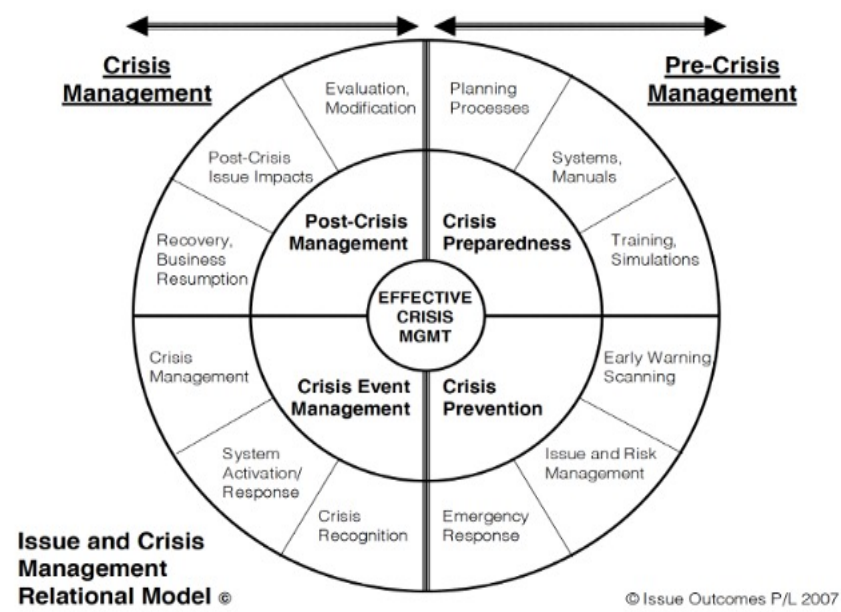 Crisis
Management
Pre-Crisis
Management
Evaluation,
Modification
Planning
Processes
Post-Crisis
Issue Impacts
Systems,
Manuals
Recovery,
Business
Resumption
Post-Crisis
Management
Crisis
Preparedness
Training,
Simulations
EFFECTIVE
CRISIS
MGMT
Crisis
Management
Crisis Event
Management
Crisis
Prevention
Early Warning
Scanning
System
Activation/
Response
Issue and Risk
Management
Crisis
Recognition
Emergency
Response
Issue and Crisis
Management
Relational Model ©
© Issue Outcomes P/L 2007